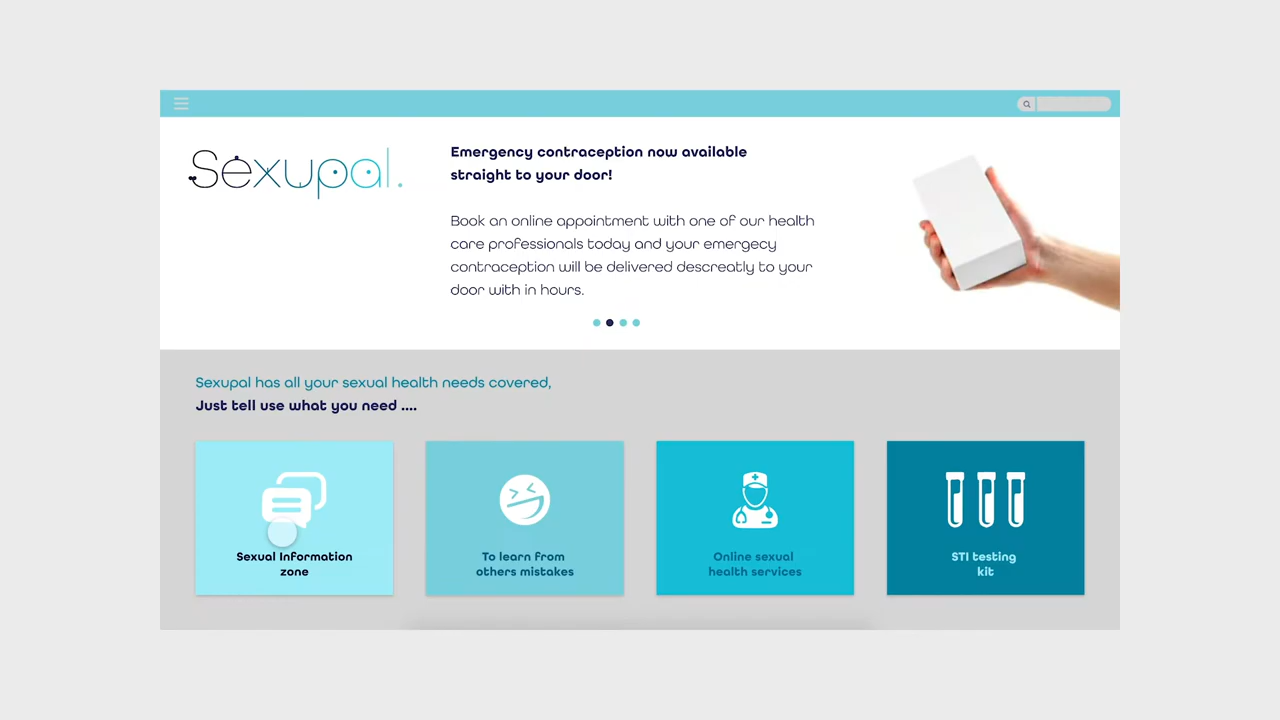 Sexupal.
Emergency contraception now available
straight to your door!
Book an online appointment with one of our health
care professionals today and your emergecy
contraception will be delivered descreatly to your
door with in hours.
Sexupal has all your sexual health needs covered,
Just tell use what you need ....
Sexual Information
zone
To learn from
others mistakes
Online sexual
health services
STI testing
kit